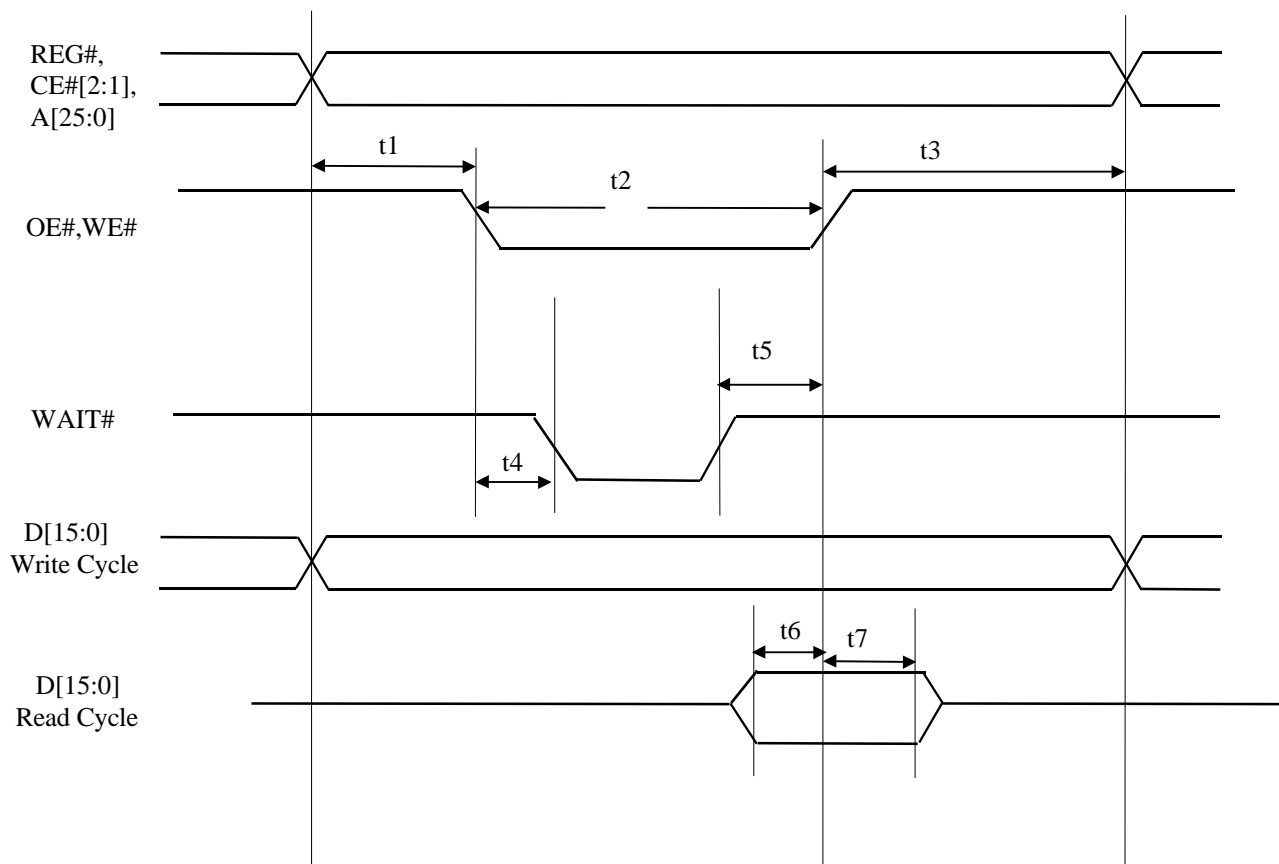 REG#,
CE#[2:1],
A[25:0]
t1
t3
t2
OE#,WE#
t5
WAIT#
t4
D[15:0]
Write Cycle
t6
t7
D[15:0]
Read Cycle